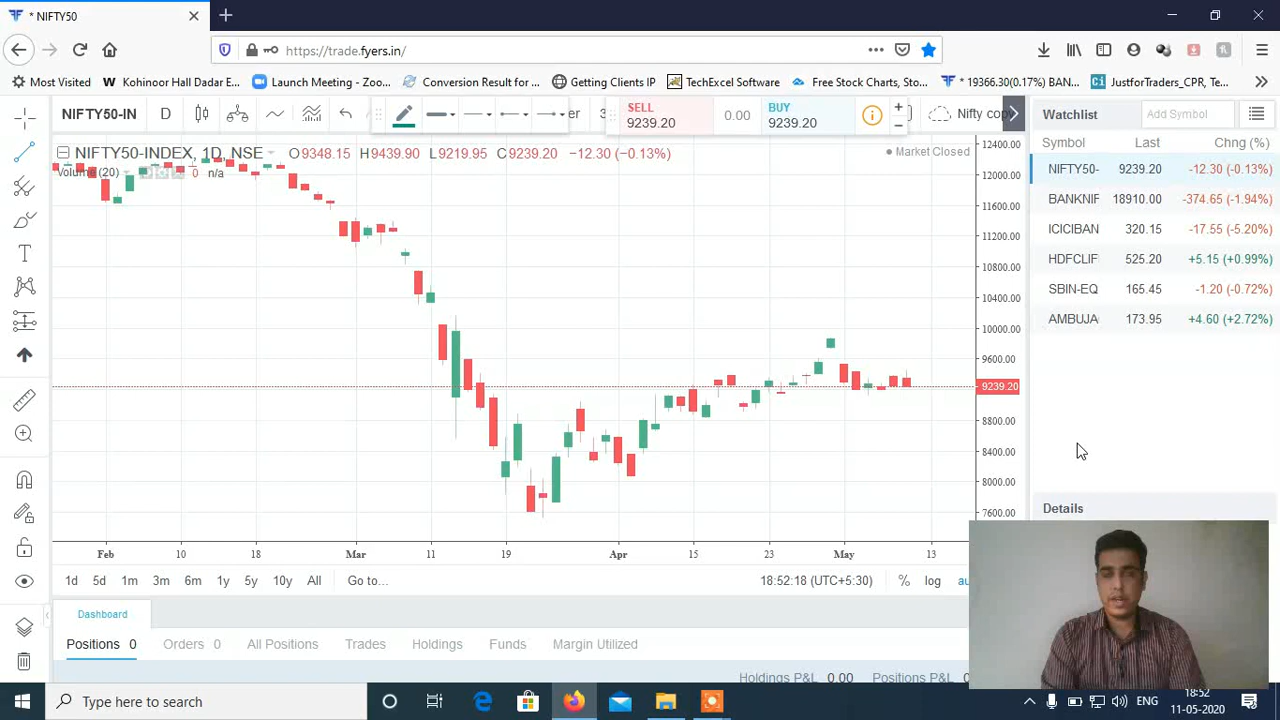 * NIFTY50
https://trade.fyers.in/
Most Visited
Kohinoor Hall Dadar E...
Launch Meeting - Zoo...
Conversion Result for ...
Getting Clients IP
TechExcel Software
Free Stock Charts, Sto...
* 19366.30(0.17%) BAN...
JustforTraders_CPR, Te...
NIFTY50-IN
D
SELL
9239.20
0.00
BUY
9239.20
Nifty cop
Watchlist
Add Symbol
NIFTY50-INDEX, 1D, NSE
O9348.15 H9439.90 L9219.95 C9239.20 −12.30 (−0.13%)
Market Closed
Volume (20)
0 n/a
Symbol Last Chng (%)
NIFTY50- 9239.20 -12.30 (-0.13%)
BANKNIF 18910.00 -374.65 (-1.94%)
ICICIBAN 320.15 -17.55 (-5.20%)
HDFCLIF 525.20 +5.15 (+0.99%)
SBIN-EQ 165.45 -1.20 (-0.72%)
AMBUJA 173.95 +4.60 (+2.72%)
12400.00
12000.00
11600.00
11200.00
10800.00
10400.00
10000.00
9600.00
9239.20
8800.00
8400.00
8000.00
7600.00
Details
Feb 10 18 Mar 11 19 Apr 15 23 May 13
1d 5d 1m 3m 6m 1y 5y 10y All Go to...
18:52:18 (UTC+5:30) % log au
Dashboard
Positions 0 Orders 0 All Positions Trades Holdings Funds Margin Utilized
Holdings P&L 0.00 Positions P&L
Type here to search
ENG
18:52
11-05-2020